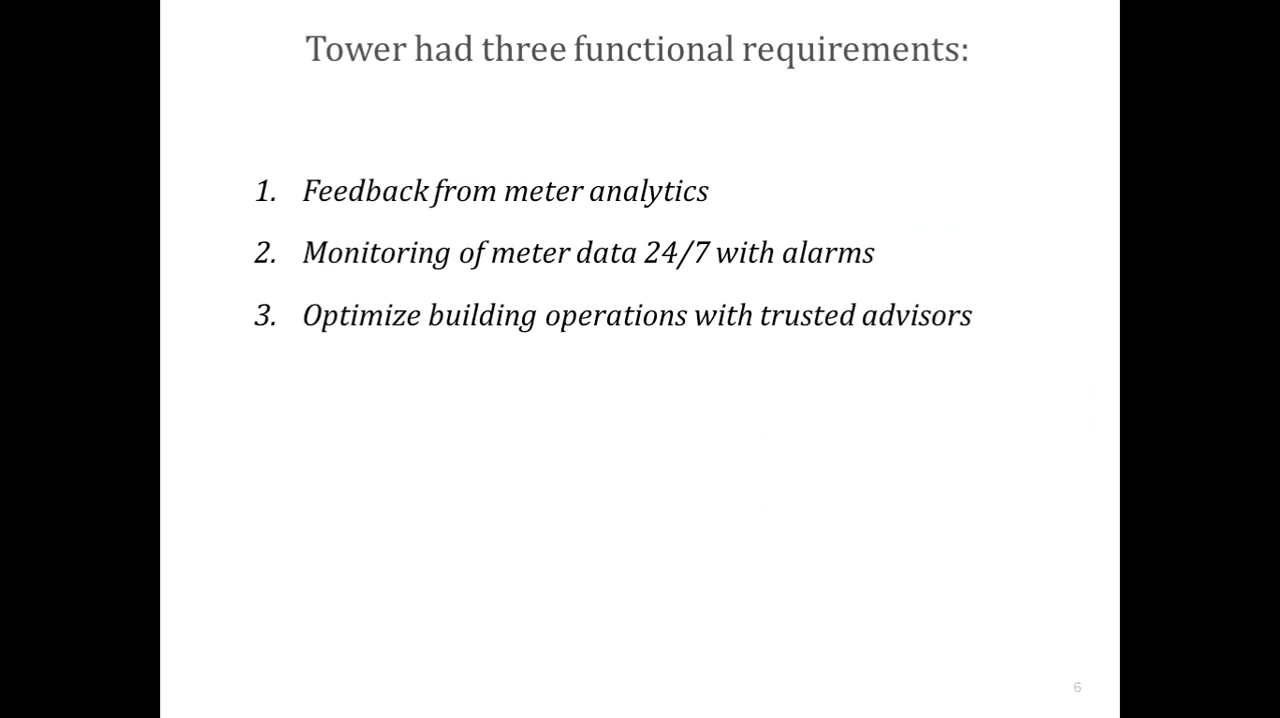 Tower had three functional requirements:
1. Feedback from meter analytics
2. Monitoring of meter data 24/7 with alarms
3. Optimize building operations with trusted advisors
6